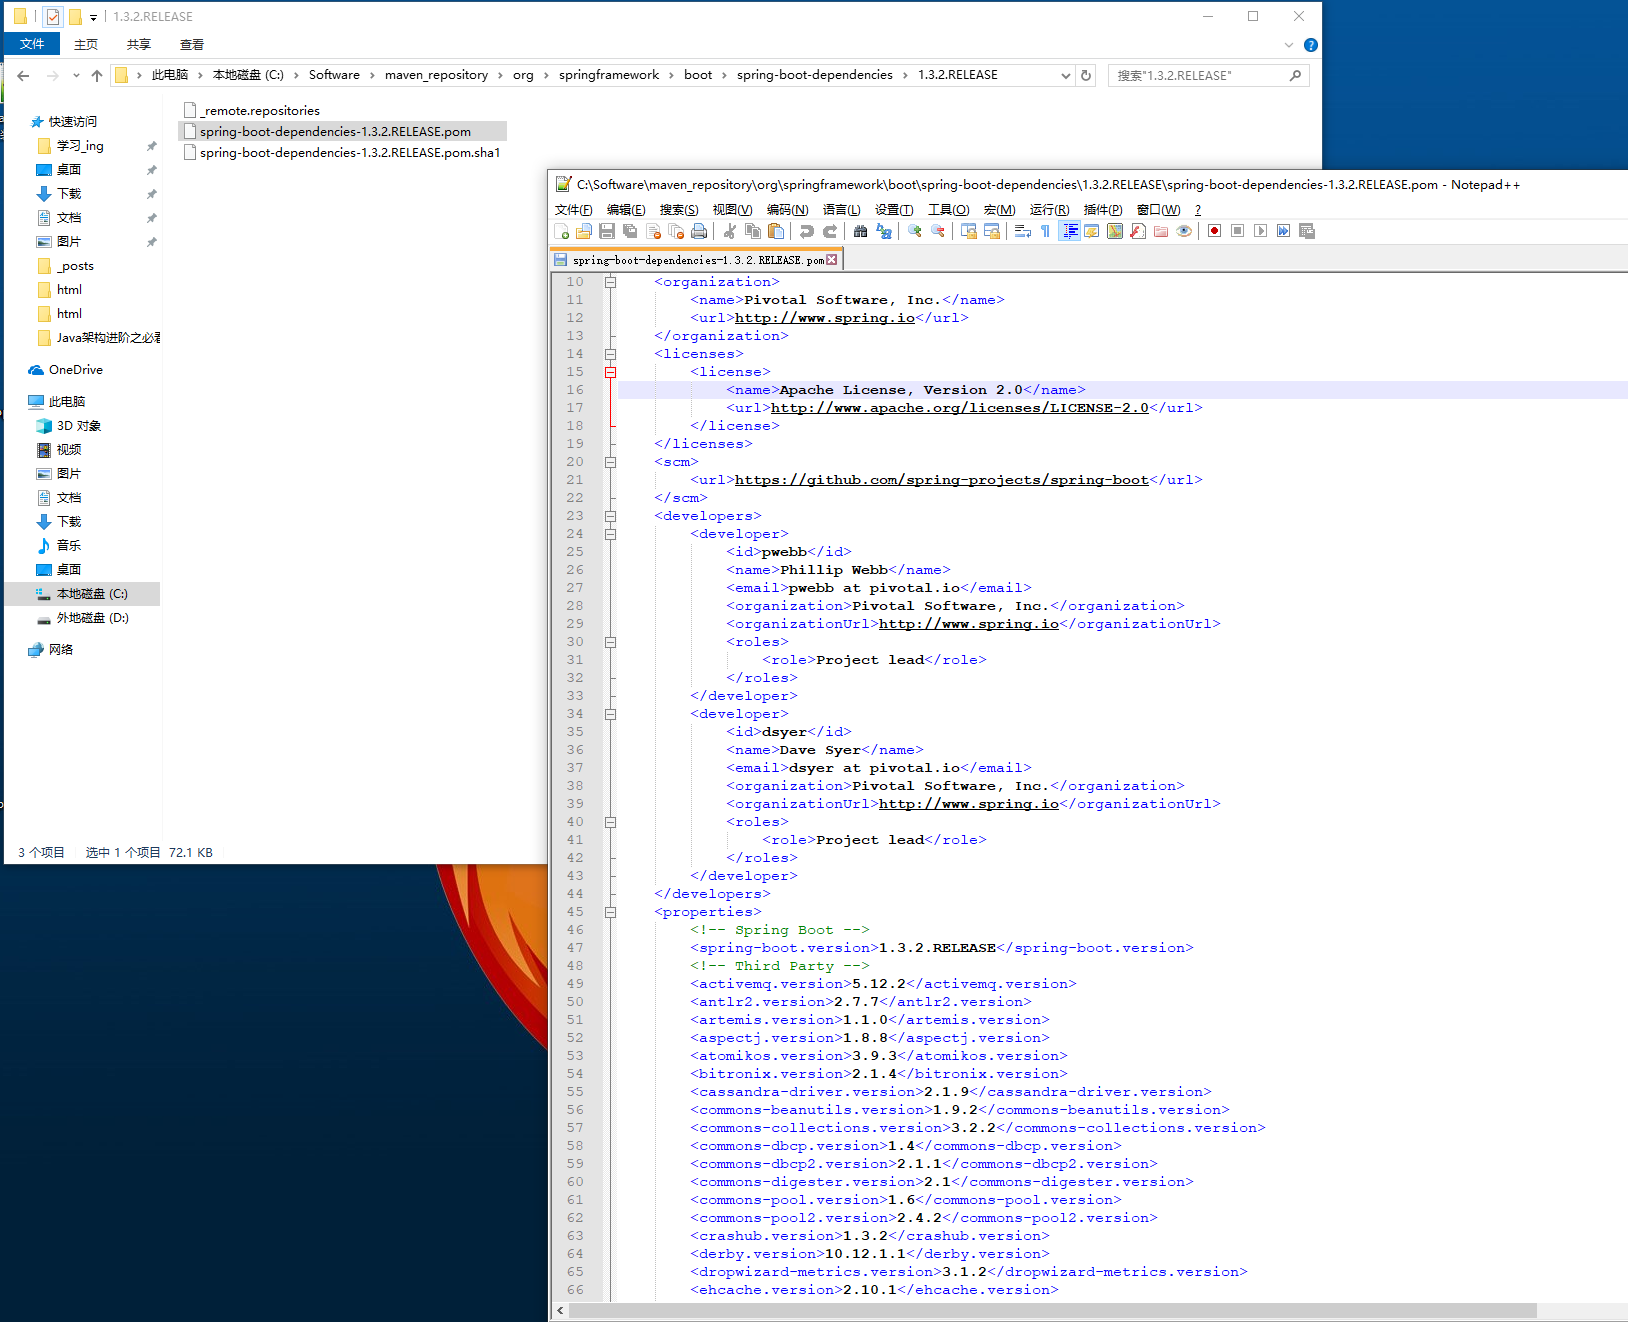 1.3.2.RELEASE
文件 主页 共享 查看
此电脑 › 本地磁盘 (C:) › Software › maven_repository › org › springframework › boot › spring-boot-dependencies › 1.3.2.RELEASE
搜索"1.3.2.RELEASE"
快速访问
学习_ing
桌面
下载
文档
图片
_posts
html
html
Java架构进阶之必看
OneDrive
此电脑
3D 对象
视频
图片
文档
下载
音乐
桌面
本地磁盘 (C:)
外地磁盘 (D:)
网络
_remote.repositories
spring-boot-dependencies-1.3.2.RELEASE.pom
spring-boot-dependencies-1.3.2.RELEASE.pom.sha1
3 个项目 选中 1 个项目 72.1 KB
C:\Software\maven_repository\org\springframework\boot\spring-boot-dependencies\1.3.2.RELEASE\spring-boot-dependencies-1.3.2.RELEASE.pom - Notepad++
文件(F) 编辑(E) 搜索(S) 视图(V) 编码(N) 语言(L) 设置(T) 工具(O) 宏(M) 运行(R) 插件(P) 窗口(W) ?
spring-boot-dependencies-1.3.2.RELEASE.pom
10 <organization>
11 <name>Pivotal Software, Inc.</name>
12 <url>http://www.spring.io</url>
13 </organization>
14 <licenses>
15 <license>
16 <name>Apache License, Version 2.0</name>
17 <url>http://www.apache.org/licenses/LICENSE-2.0</url>
18 </license>
19 </licenses>
20 <scm>
21 <url>https://github.com/spring-projects/spring-boot</url>
22 </scm>
23 <developers>
24 <developer>
25 <id>pwebb</id>
26 <name>Phillip Webb</name>
27 <email>pwebb at pivotal.io</email>
28 <organization>Pivotal Software, Inc.</organization>
29 <organizationUrl>http://www.spring.io</organizationUrl>
30 <roles>
31 <role>Project lead</role>
32 </roles>
33 </developer>
34 <developer>
35 <id>dsyer</id>
36 <name>Dave Syer</name>
37 <email>dsyer at pivotal.io</email>
38 <organization>Pivotal Software, Inc.</organization>
39 <organizationUrl>http://www.spring.io</organizationUrl>
40 <roles>
41 <role>Project lead</role>
42 </roles>
43 </developer>
44 </developers>
45 <properties>
46 <!-- Spring Boot -->
47 <spring-boot.version>1.3.2.RELEASE</spring-boot.version>
48 <!-- Third Party -->
49 <activemq.version>5.12.2</activemq.version>
50 <antlr2.version>2.7.7</antlr2.version>
51 <artemis.version>1.1.0</artemis.version>
52 <aspectj.version>1.8.8</aspectj.version>
53 <atomikos.version>3.9.3</atomikos.version>
54 <bitronix.version>2.1.4</bitronix.version>
55 <cassandra-driver.version>2.1.9</cassandra-driver.version>
56 <commons-beanutils.version>1.9.2</commons-beanutils.version>
57 <commons-collections.version>3.2.2</commons-collections.version>
58 <commons-dbcp.version>1.4</commons-dbcp.version>
59 <commons-dbcp2.version>2.1.1</commons-dbcp2.version>
60 <commons-digester.version>2.1</commons-digester.version>
61 <commons-pool.version>1.6</commons-pool.version>
62 <commons-pool2.version>2.4.2</commons-pool2.version>
63 <crashub.version>1.3.2</crashub.version>
64 <derby.version>10.12.1.1</derby.version>
65 <dropwizard-metrics.version>3.1.2</dropwizard-metrics.version>
66 <ehcache.version>2.10.1</ehcache.version>